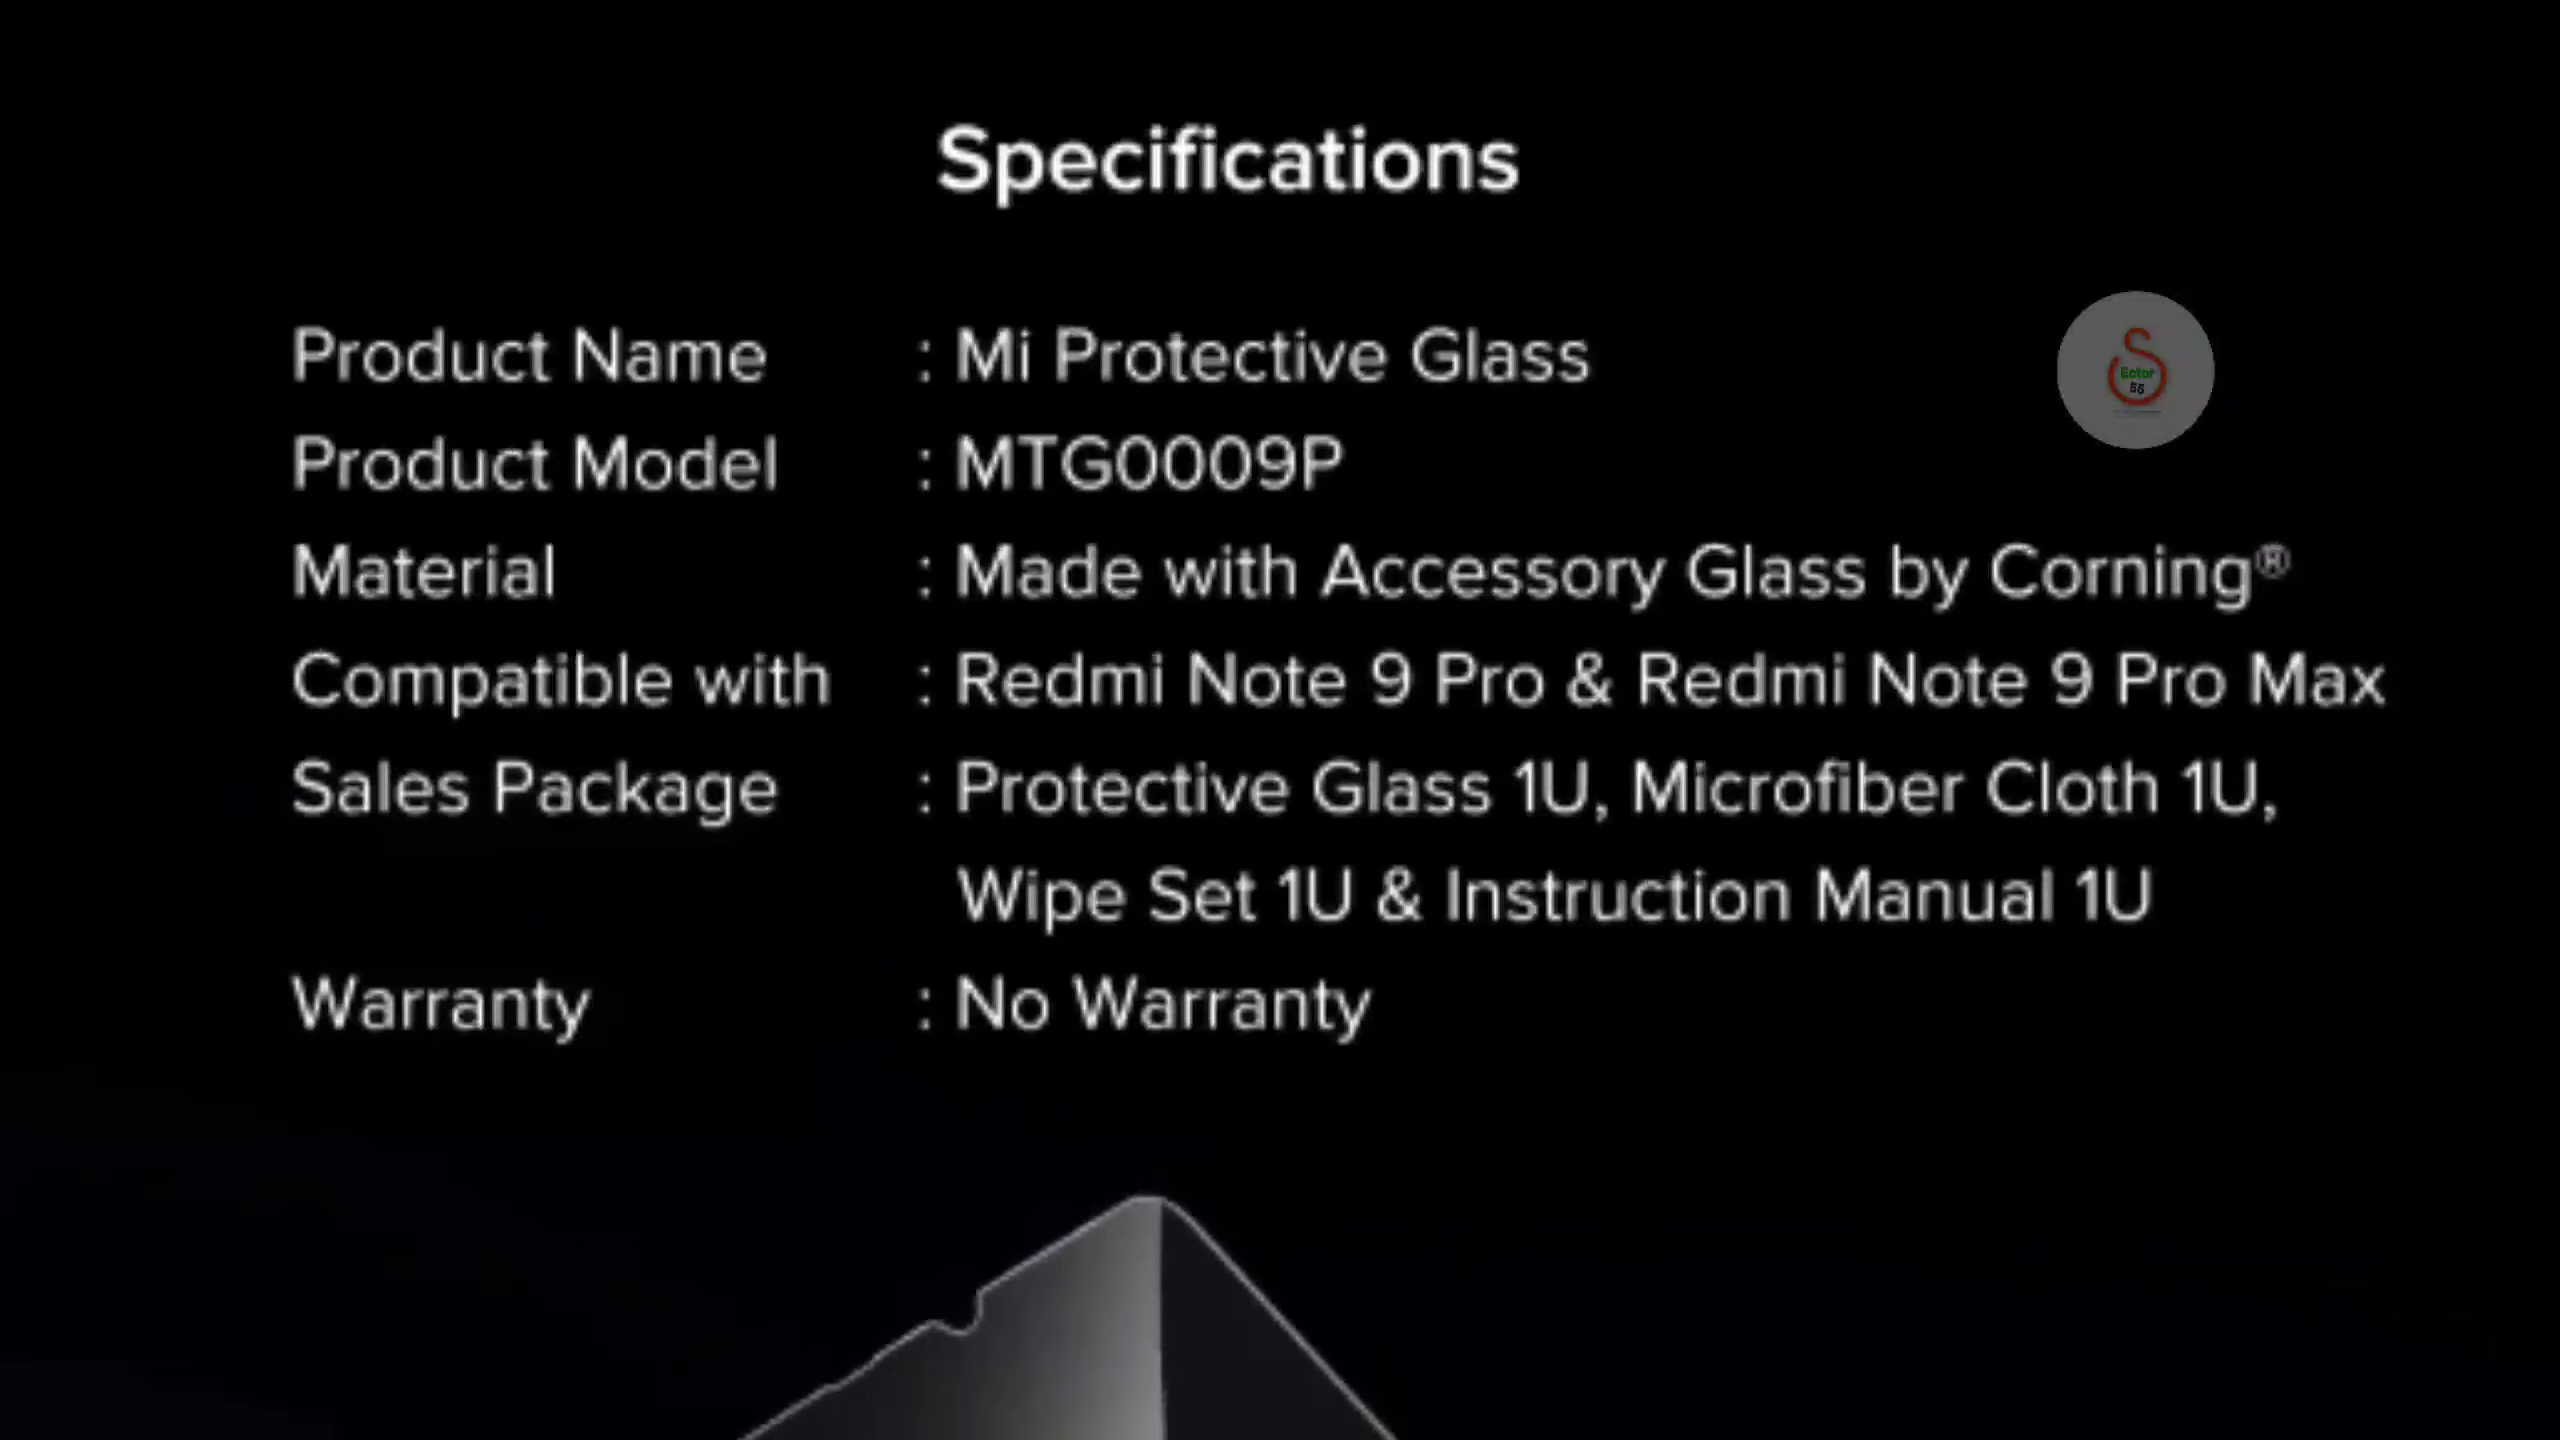 Specifications
Product Name : Mi Protective Glass
Product Model : MTG0009P
Material : Made with Accessory Glass by Corning®
Compatible with : Redmi Note 9 Pro & Redmi Note 9 Pro Max
Sales Package : Protective Glass 1U, Microfiber Cloth 1U,
Wipe Set 1U & Instruction Manual 1U
Warranty : No Warranty
S
Ector
55